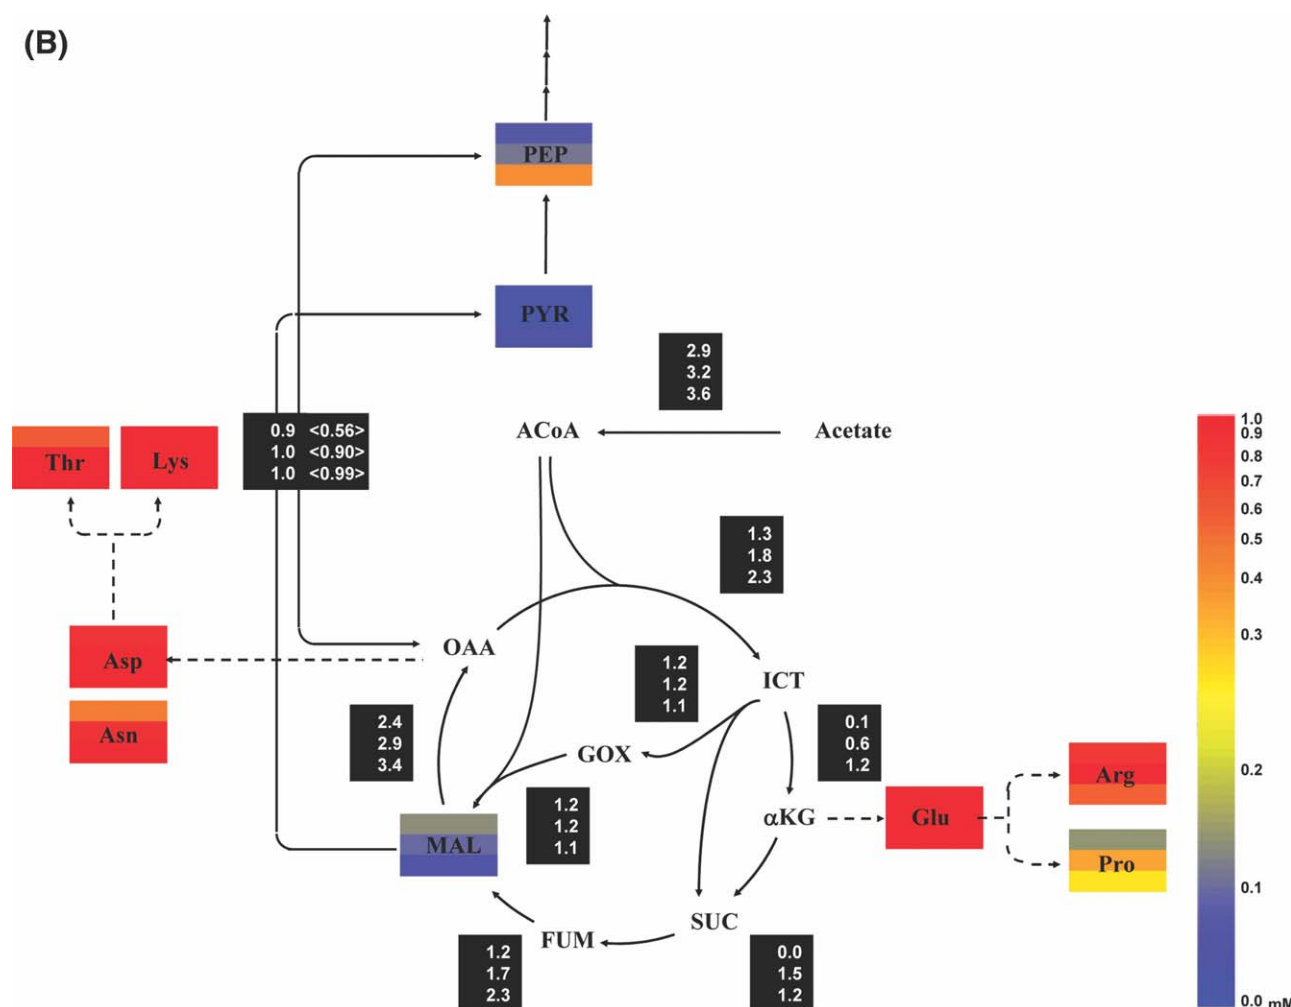 (B)
PEP
PYR
2.9
3.2
3.6
ACoA
Acetate
0.9 <0.56>
1.0 <0.90>
1.0 <0.99>
Thr
Lys
1.3
1.8
2.3
Asp
Asn
OAA
ICT
1.2
1.2
1.1
2.4
2.9
3.4
GOX
0.1
0.6
1.2
MAL
1.2
1.2
1.1
αKG
Glu
Arg
Pro
SUC
FUM
1.2
1.7
2.3
0.0
1.5
1.2
1.0
0.9
0.8
0.7
0.6
0.5
0.4
0.3
0.2
0.1
0.0 mM